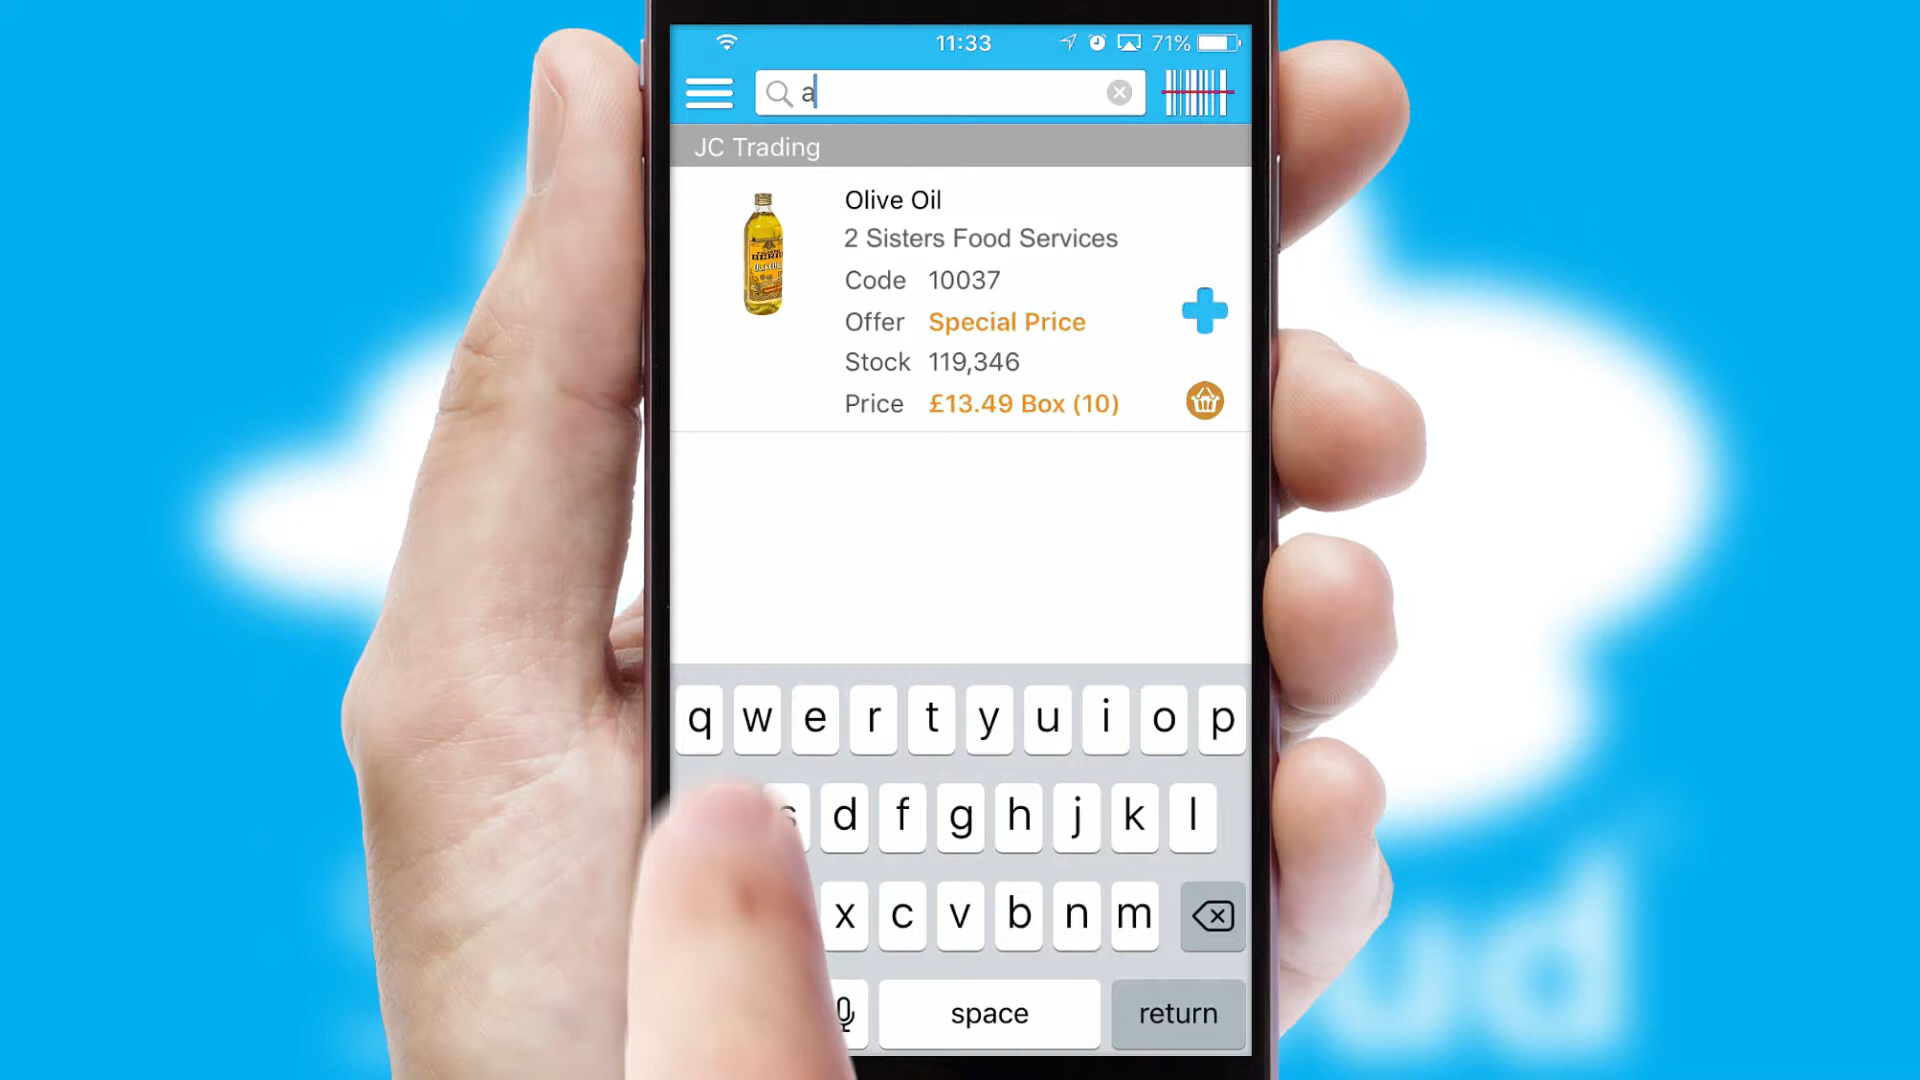 11:33
71%
a
JC Trading
Olive Oil
2 Sisters Food Services
Code 10037
Offer Special Price
Stock 119,346
Price £13.49 Box (10)
q w e r t y u i o p
s d f g h j k l
x c v b n m
space return
ud